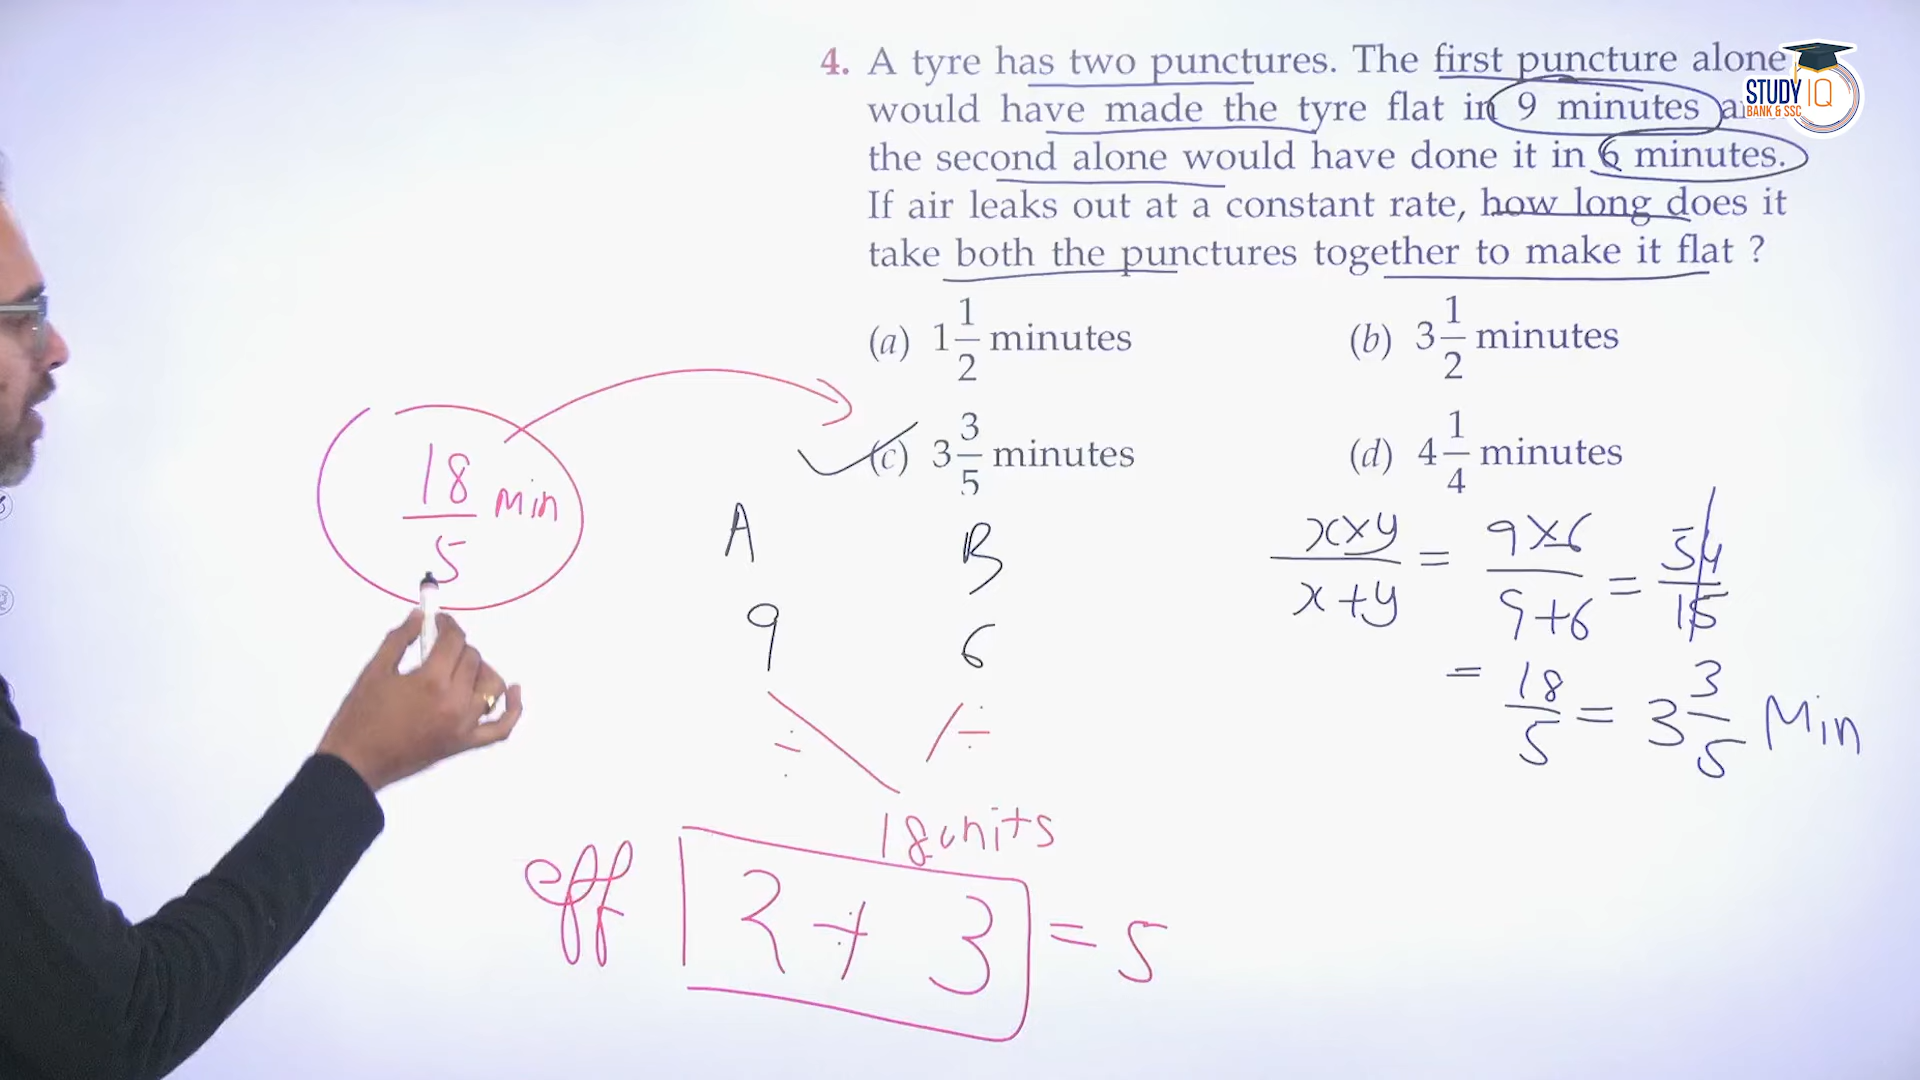 4. A tyre has two punctures. The first puncture alone
would have made the tyre flat in 9 minutes
the second alone would have done it in 6 minutes.
If air leaks out at a constant rate, how long does it
take both the punctures together to make it flat ?
(a) 1 1/2 minutes (b) 3 1/2 minutes
(c) 3 3/5 minutes (d) 4 1/4 minutes
STUDY IQ
BANK & SSC
18/5 Min
A B
9 6
÷ ÷
18 units
eff 2 + 3 = 5
x×y/x+y = 9×6/9+6 = 54/15
= 18/5 = 3 3/5 Min